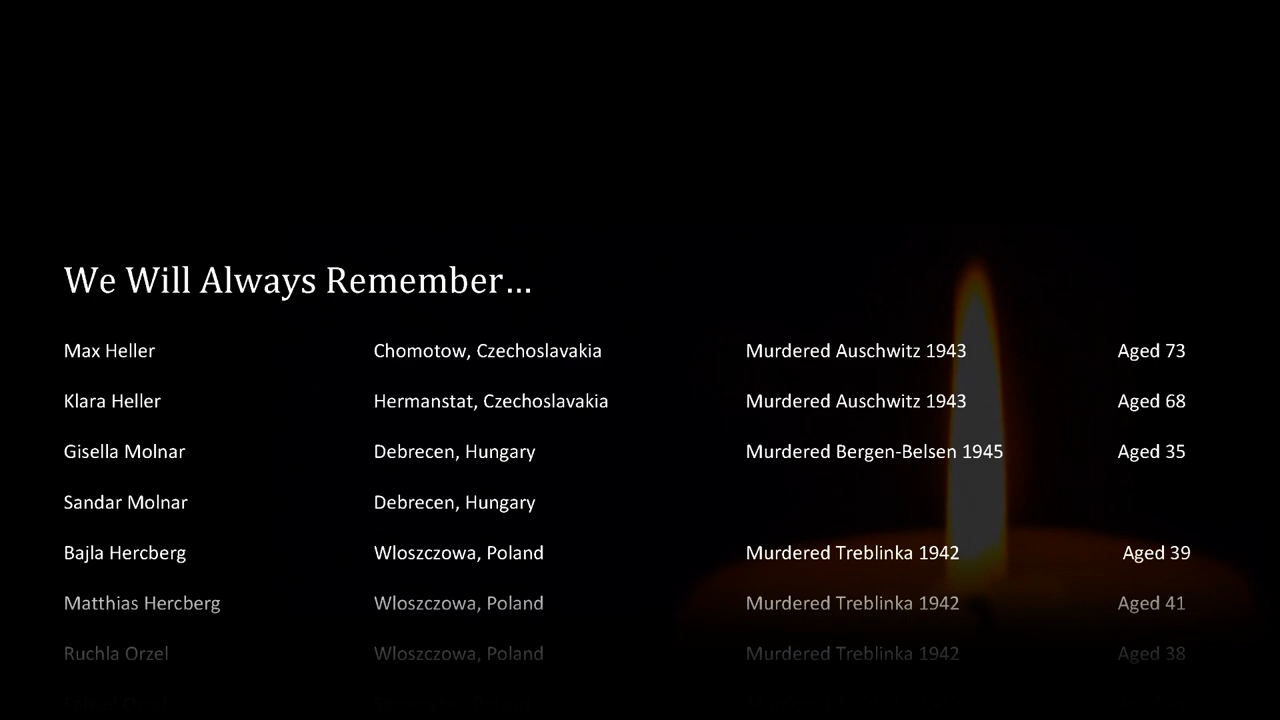 We Will Always Remember...
Max Heller Chomotow, Czechoslavakia Murdered Auschwitz 1943 Aged 73
Klara Heller Hermanstat, Czechoslavakia Murdered Auschwitz 1943 Aged 68
Gisella Molnar Debrecen, Hungary Murdered Bergen-Belsen 1945 Aged 35
Sandar Molnar Debrecen, Hungary
Bajla Hercberg Wloszczowa, Poland Murdered Treblinka 1942 Aged 39
Matthias Hercberg Wloszczowa, Poland Murdered Treblinka 1942 Aged 41
Ruchla Orzel Wloszczowa, Poland Murdered Treblinka 1942 Aged 38